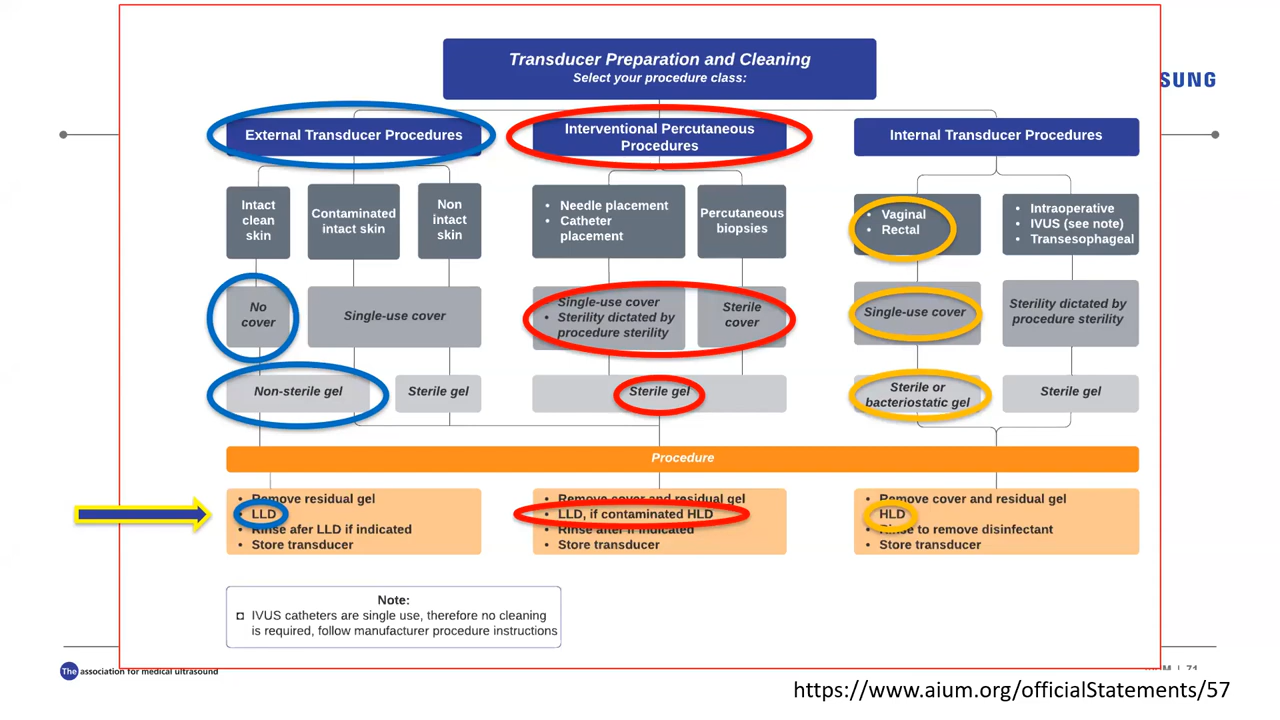 Transducer Preparation and Cleaning
Select your procedure class:
SUNG
External Transducer Procedures
Interventional Percutaneous
Procedures
Internal Transducer Procedures
Intact
clean
skin
Contaminated
intact skin
Non
intact
skin
• Needle placement
• Catheter
placement
Percutaneous
biopsies
• Vaginal
• Rectal
• Intraoperative
• IVUS (see note)
• Transesophageal
No
cover
Single-use cover
• Single-use cover
• Sterility dictated by
procedure sterility
Sterile
cover
Single-use cover
Sterility dictated by
procedure sterility
Non-sterile gel
Sterile gel
Sterile gel
Sterile or
bacteriostatic gel
Sterile gel
Procedure
• Remove residual gel
• LLD
• Rinse afer LLD if indicated
• Store transducer
• Remove cover and residual gel
• LLD, if contaminated HLD
• Rinse after if indicated
• Store transducer
• Remove cover and residual gel
• HLD
• Rinse to remove disinfectant
• Store transducer
Note:
IVUS catheters are single use, therefore no cleaning
is required, follow manufacturer procedure instructions
The association for medical ultrasound
| 71
https://www.aium.org/officialStatements/57